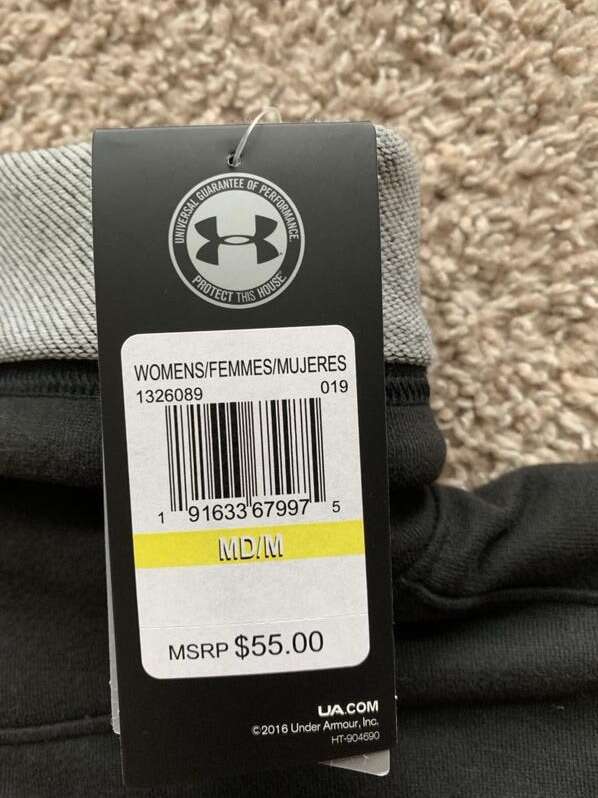 UNIVERSAL GUARANTEE OF PERFORMANCE.
PROTECT THIS HOUSE
WOMENS/FEMMES/MUJERES
1326089 019
1 91633 67997 5
MD/M
MSRP $55.00
UA.COM
©2016 Under Armour, Inc.
HT-904690